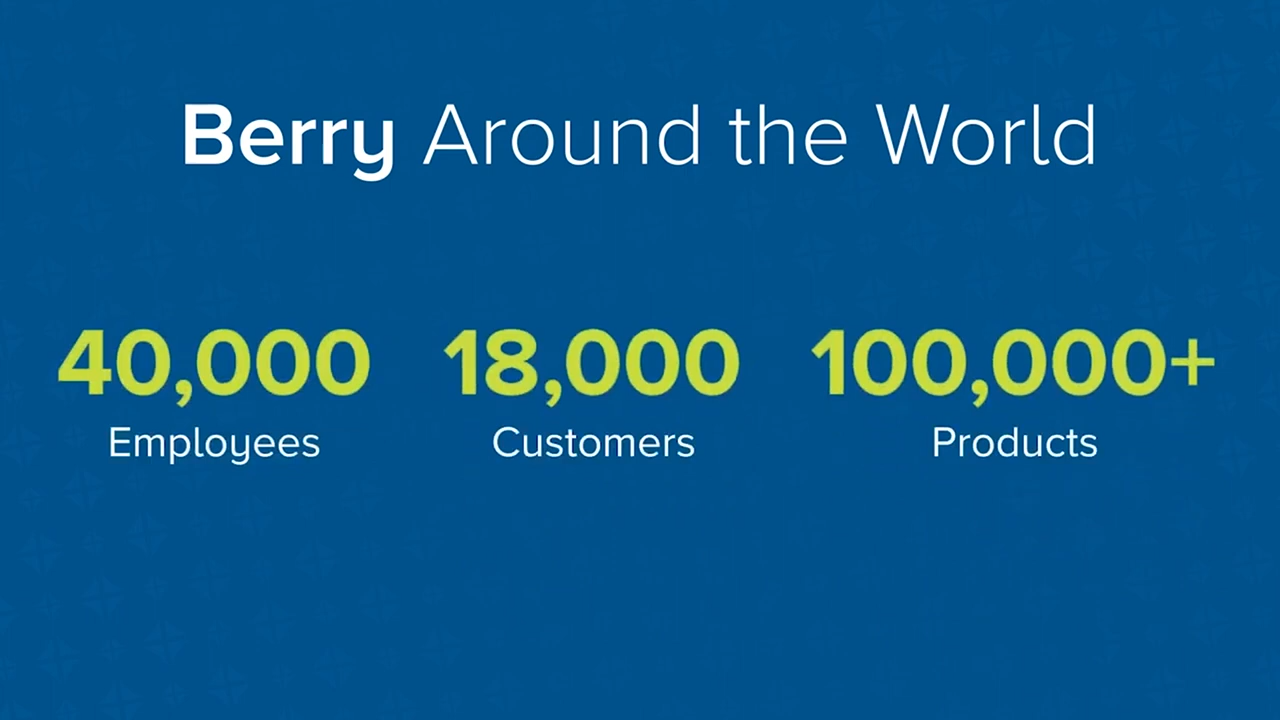 Berry Around the World
40,000 18,000 100,000+
Employees Customers Products